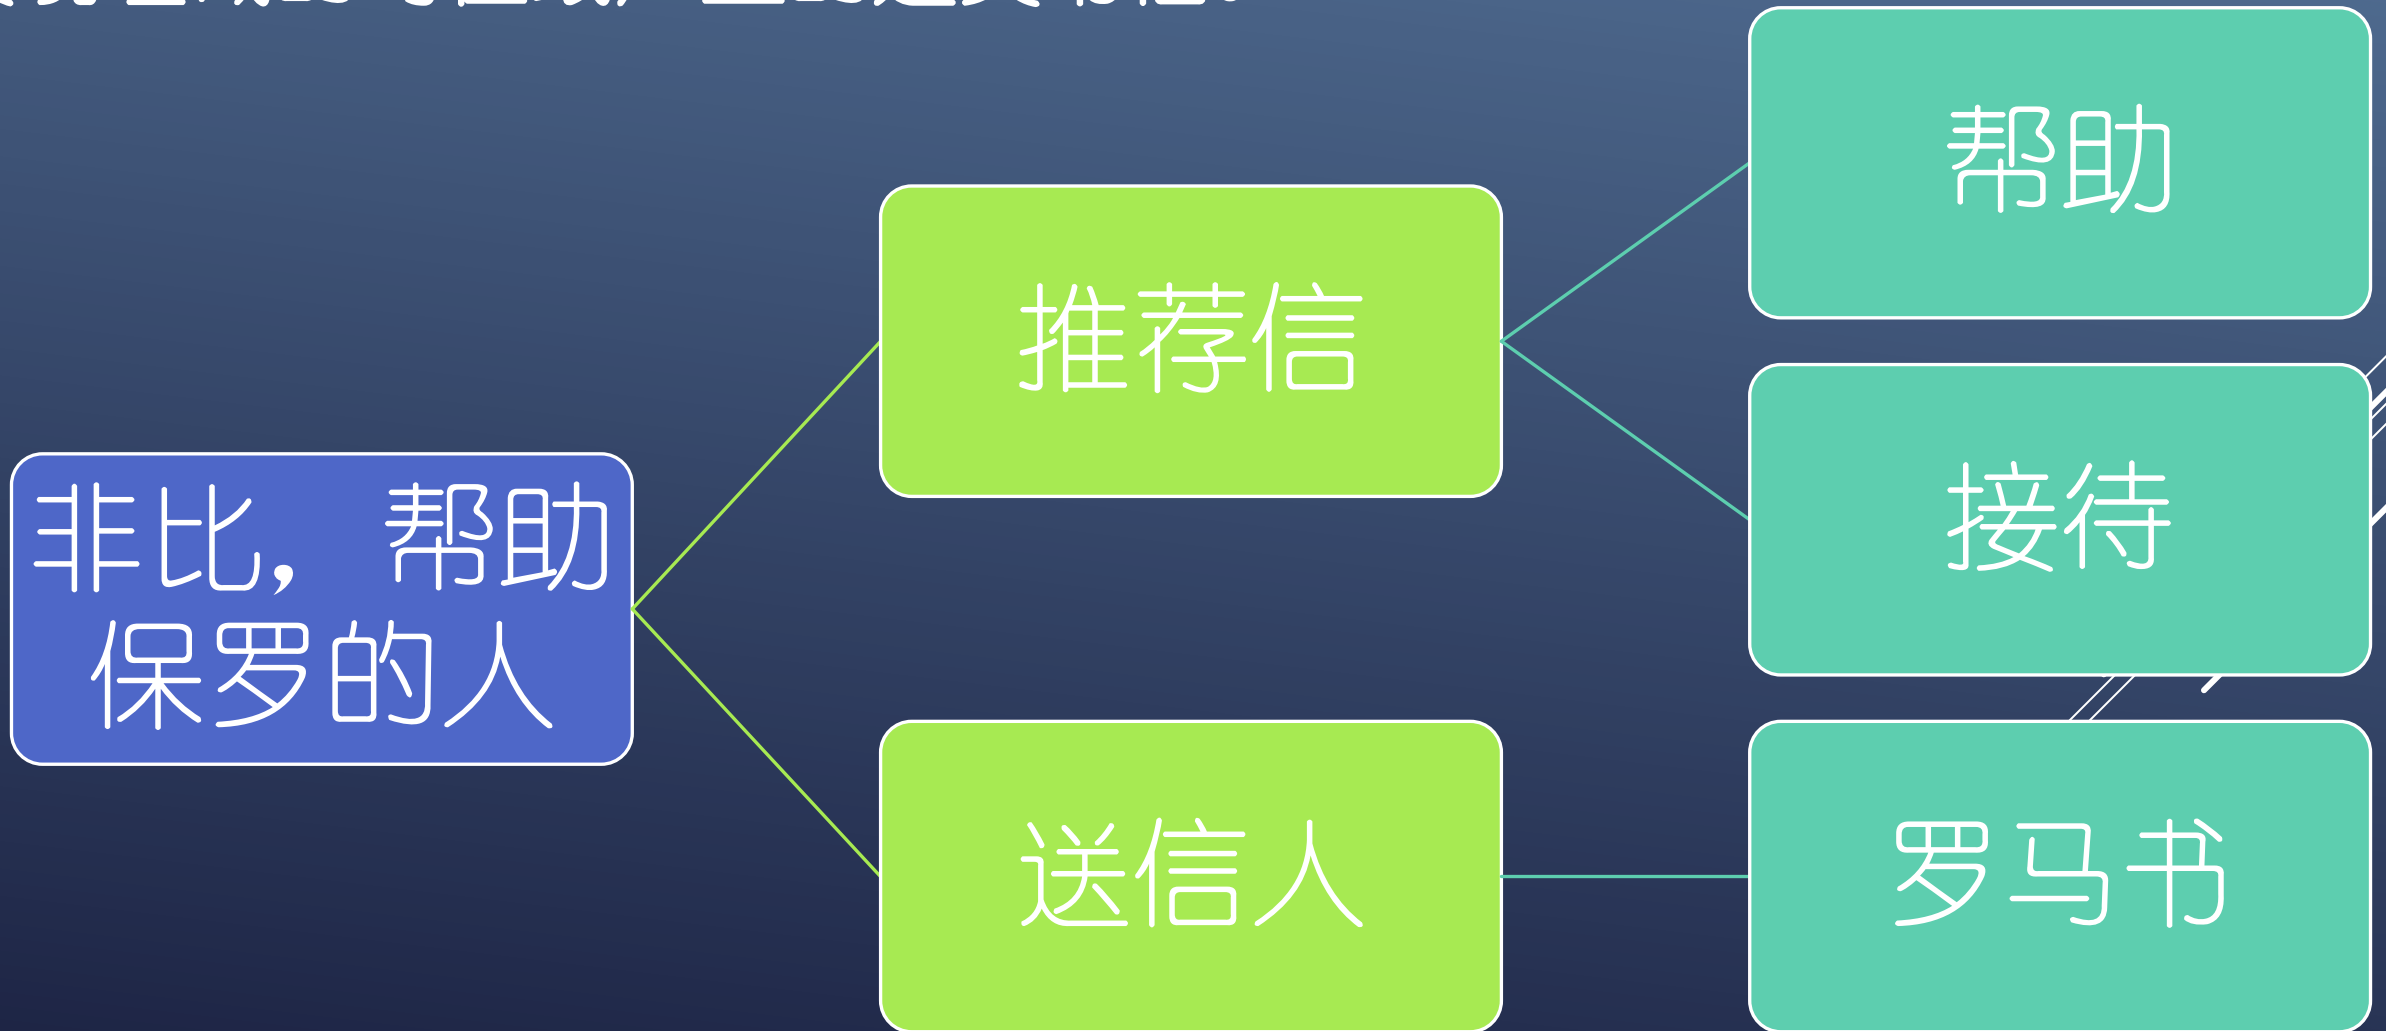 非比，帮助
保罗的人
推荐信
帮助
接待
送信人
罗马书